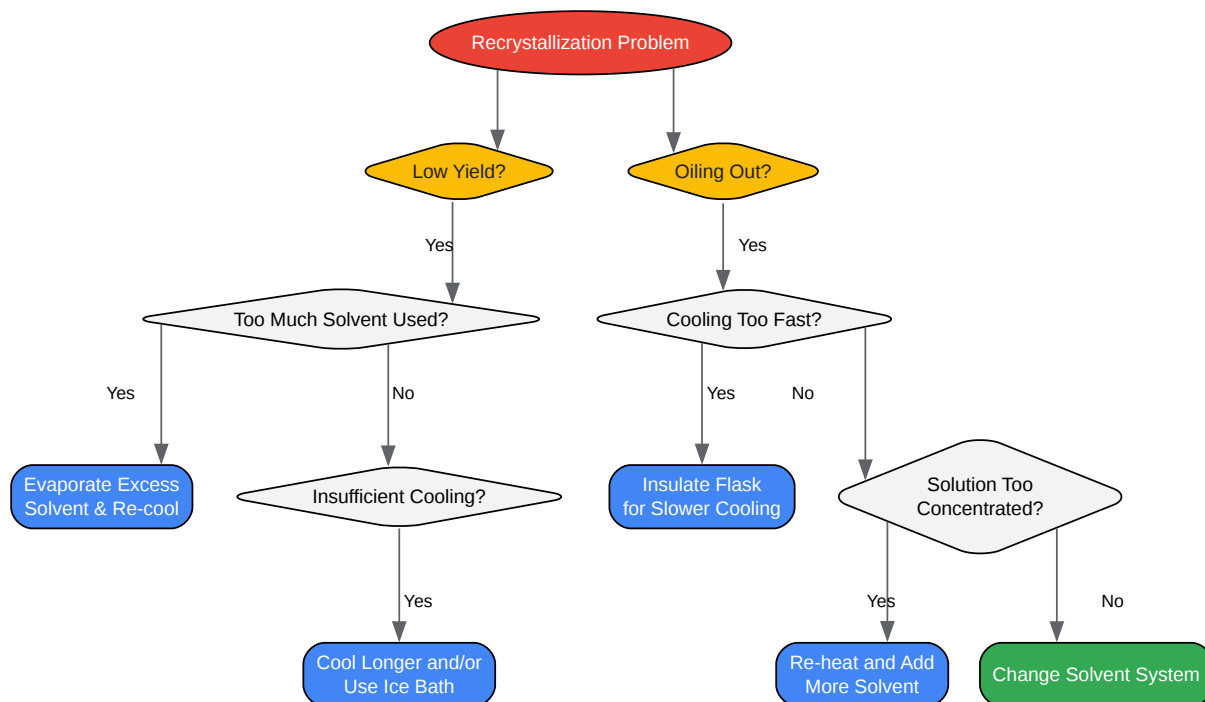 Recrystallization Problem
Low Yield?
Oiling Out?
Yes
Yes
Too Much Solvent Used?
Cooling Too Fast?
Yes
No
Yes
No
Evaporate Excess
Solvent & Re-cool
Insufficient Cooling?
Insulate Flask
for Slower Cooling
Solution Too
Concentrated?
Yes
Yes
No
Cool Longer and/or
Use Ice Bath
Re-heat and Add
More Solvent
Change Solvent System